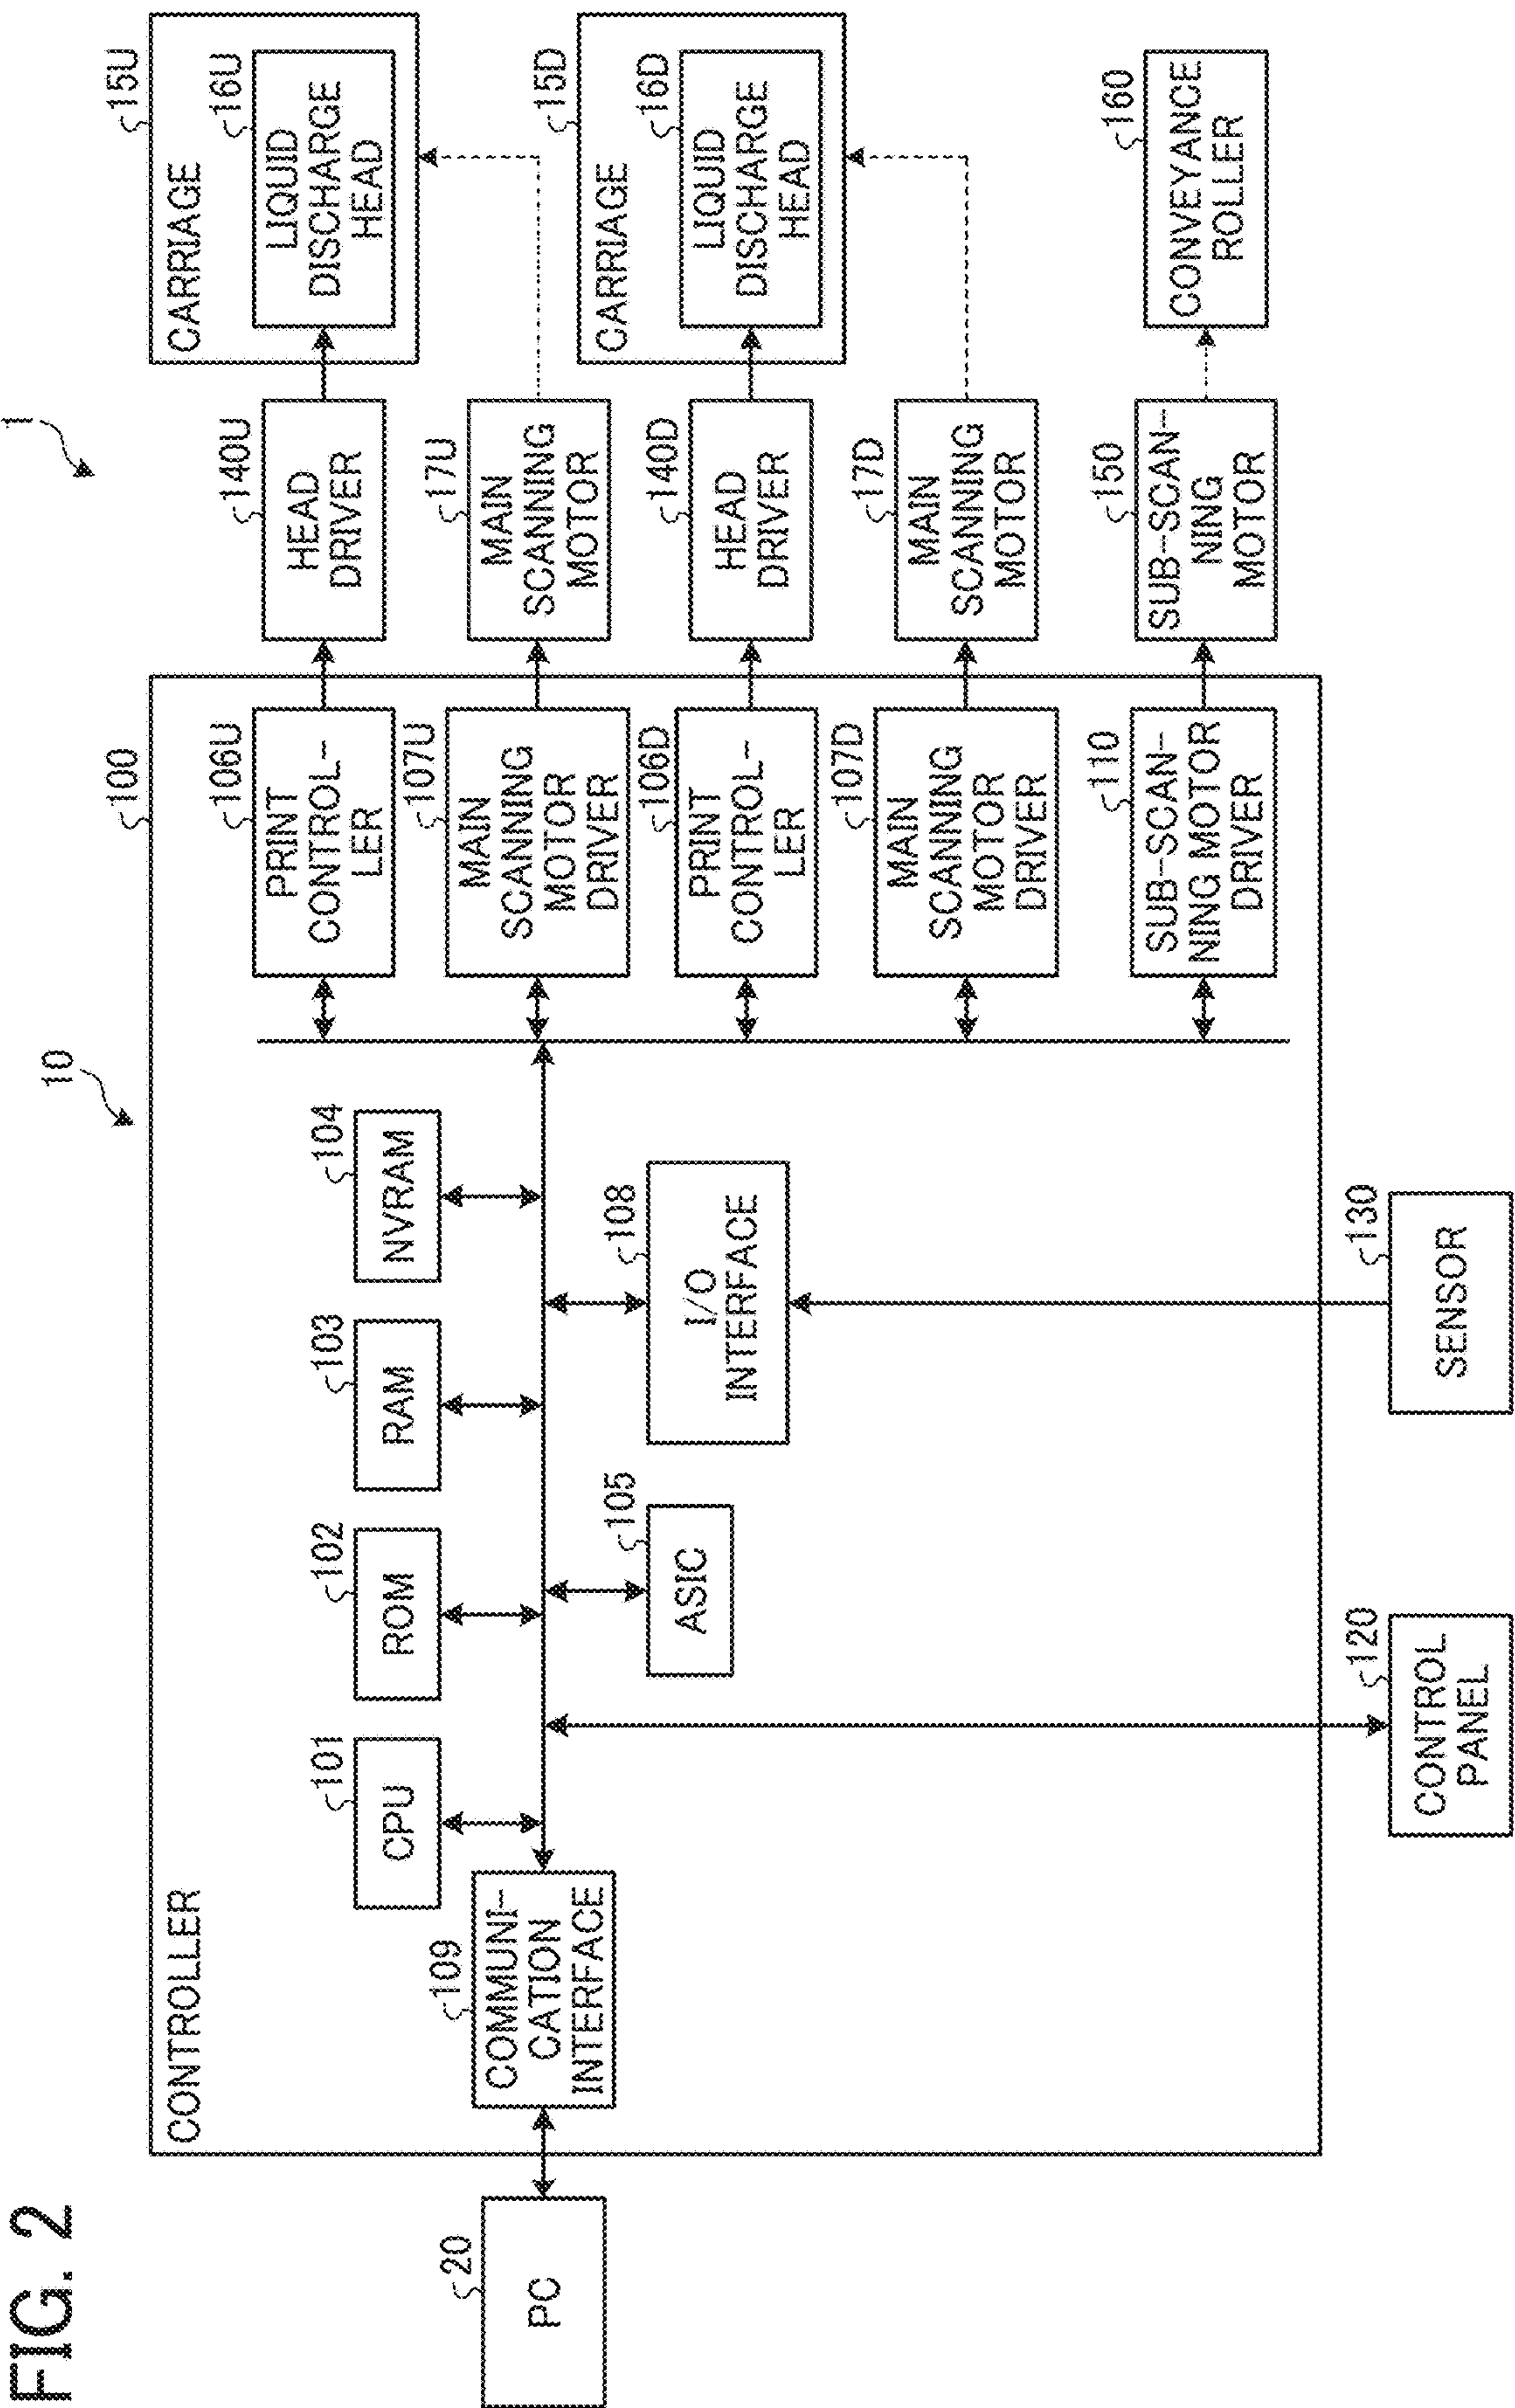 FIG. 2
1
10
100
CONTROLLER
20
PC
109
COMMUNI-
CATION
INTERFACE
101
CPU
102
ROM
103
RAM
104
NVRAM
105
ASIC
108
I/O
INTERFACE
120
CONTROL
PANEL
130
SENSOR
106U
PRINT
CONTROL-
LER
107U
MAIN
SCANNING
MOTOR
DRIVER
106D
PRINT
CONTROL-
LER
107D
MAIN
SCANNING
MOTOR
DRIVER
110
SUB-SCAN-
NING MOTOR
DRIVER
140U
HEAD
DRIVER
17U
MAIN
SCANNING
MOTOR
140D
HEAD
DRIVER
17D
MAIN
SCANNING
MOTOR
150
SUB-SCAN-
NING
MOTOR
15U
CARRIAGE
16U
LIQUID
DISCHARGE
HEAD
15D
CARRIAGE
16D
LIQUID
DISCHARGE
HEAD
160
CONVEYANCE
ROLLER